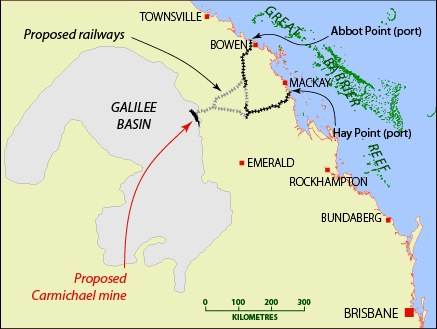 TOWNSVILLE
GREAT
BARRIER
REEF
Abbot Point (port)
Proposed railways
BOWEN
MACKAY
GALILEE
BASIN
Hay Point (port)
EMERALD
ROCKHAMPTON
BUNDABERG
Proposed
Carmichael mine
0 100 200 300
KILOMETRES
BRISBANE